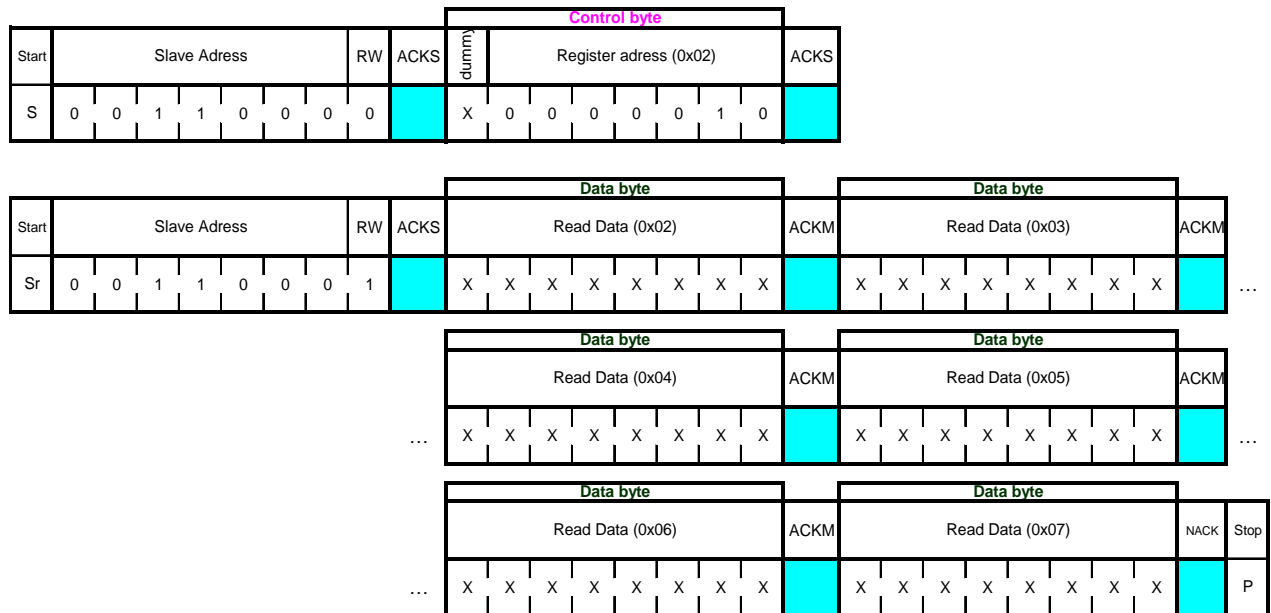 Control byte
Start Slave Adress RW ACKS dummy Register adress (0x02) ACKS
S 0 0 1 1 0 0 0 0 X 0 0 0 0 0 1 0
Data byte Data byte
Start Slave Adress RW ACKS Read Data (0x02) ACKM Read Data (0x03) ACKM
Sr 0 0 1 1 0 0 0 1 X X X X X X X X X X X X X X X X …
Data byte Data byte
Read Data (0x04) ACKM Read Data (0x05) ACKM
… X X X X X X X X X X X X X X X X …
Data byte Data byte
Read Data (0x06) ACKM Read Data (0x07) NACK Stop
… X X X X X X X X X X X X X X X X P